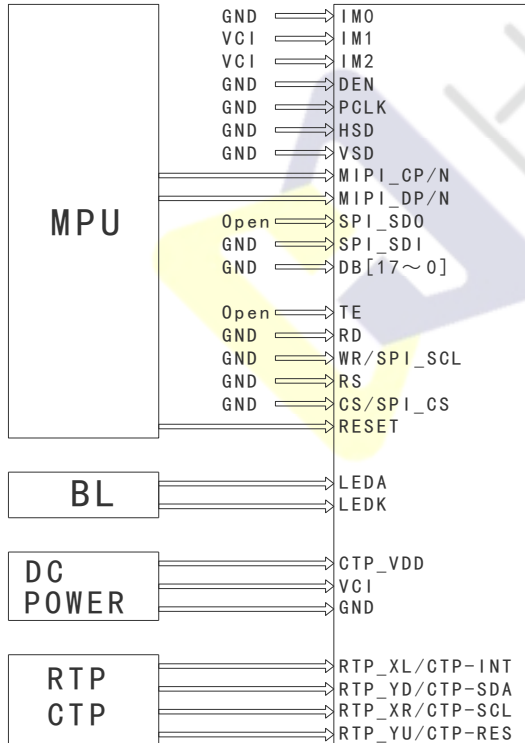 GND IM0
VCI IM1
VCI IM2
GND DEN
GND PCLK
GND HSD
GND VSD
MIPI_CP/N
MIPI_DP/N
MPU
Open SPI_SDO
GND SPI_SDI
GND DB[17～0]
Open TE
GND RD
GND WR/SPI_SCL
GND RS
GND CS/SPI_CS
RESET
BL
LEDA
LEDK
DC
POWER
CTP_VDD
VCI
GND
RTP
CTP
RTP_XL/CTP-INT
RTP_YD/CTP-SDA
RTP_XR/CTP-SCL
RTP_YU/CTP-RES